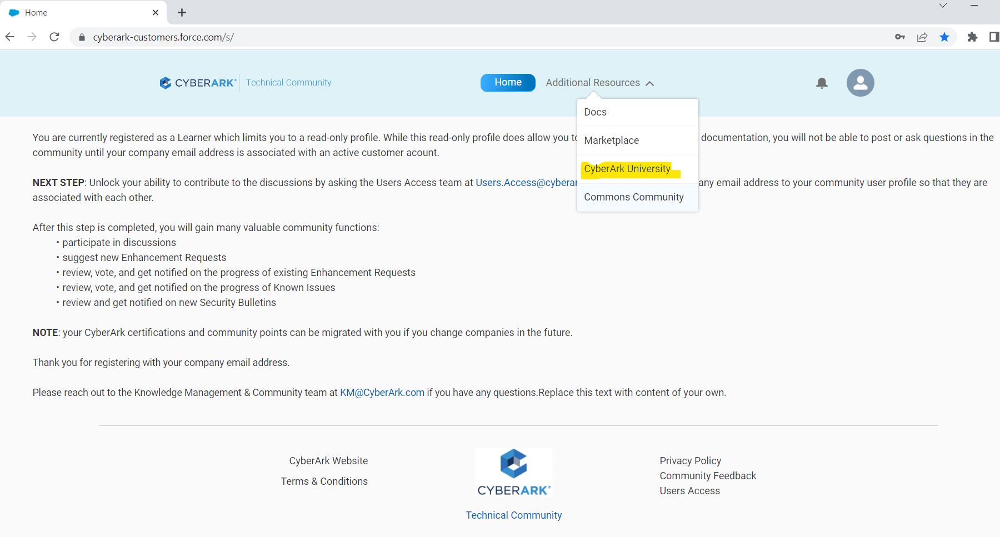 Home
cyberark-customers.force.com/s/
CYBERARK® Technical Community
Home
Additional Resources
Docs
Marketplace
CyberArk University
Commons Community
You are currently registered as a Learner which limits you to a read-only profile. While this read-only profile does allow you to documentation, you will not be able to post or ask questions in the
community until your company email address is associated with an active customer acount.
NEXT STEP: Unlock your ability to contribute to the discussions by asking the Users Access team at Users.Access@cyberar any email address to your community user profile so that they are
associated with each other.
After this step is completed, you will gain many valuable community functions:
• participate in discussions
• suggest new Enhancement Requests
• review, vote, and get notified on the progress of existing Enhancement Requests
• review, vote, and get notified on the progress of Known Issues
• review and get notified on new Security Bulletins
NOTE: your CyberArk certifications and community points can be migrated with you if you change companies in the future.
Thank you for registering with your company email address.
Please reach out to the Knowledge Management & Community team at KM@CyberArk.com if you have any questions.Replace this text with content of your own.
CyberArk Website
Terms & Conditions
CYBERARK®
Technical Community
Privacy Policy
Community Feedback
Users Access